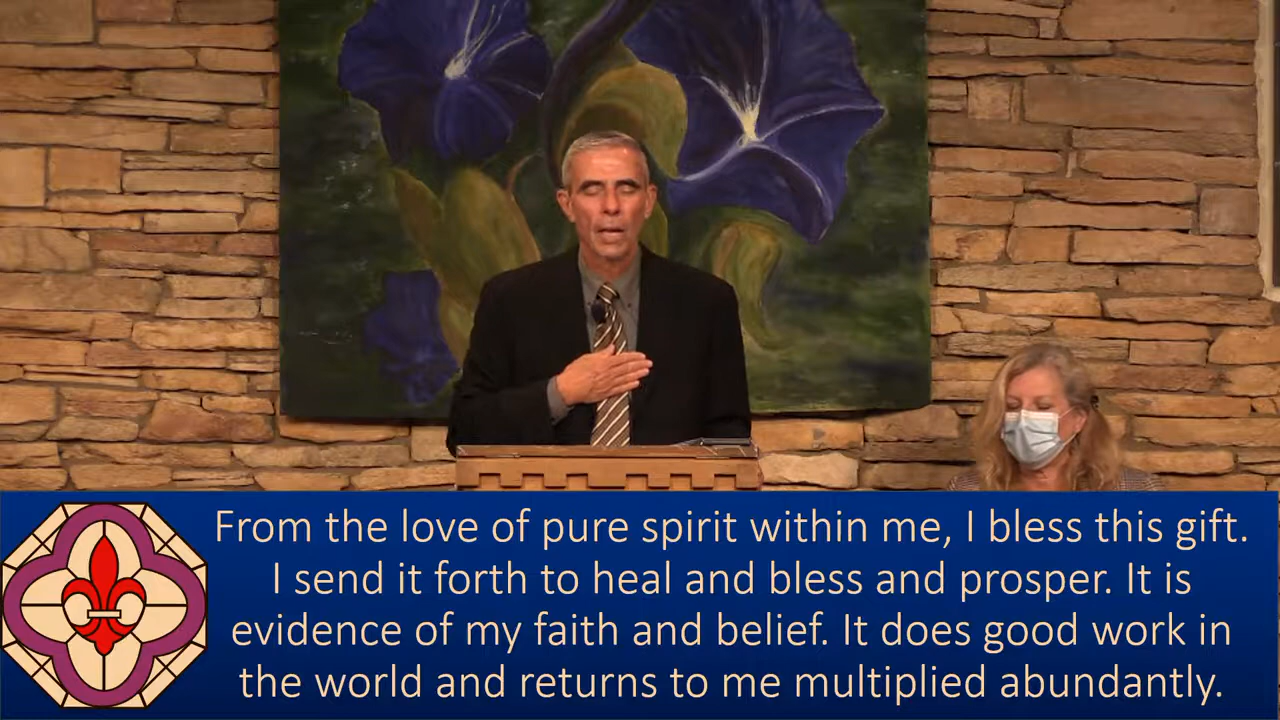 From the love of pure spirit within me, I bless this gift.
I send it forth to heal and bless and prosper. It is
evidence of my faith and belief. It does good work in
the world and returns to me multiplied abundantly.